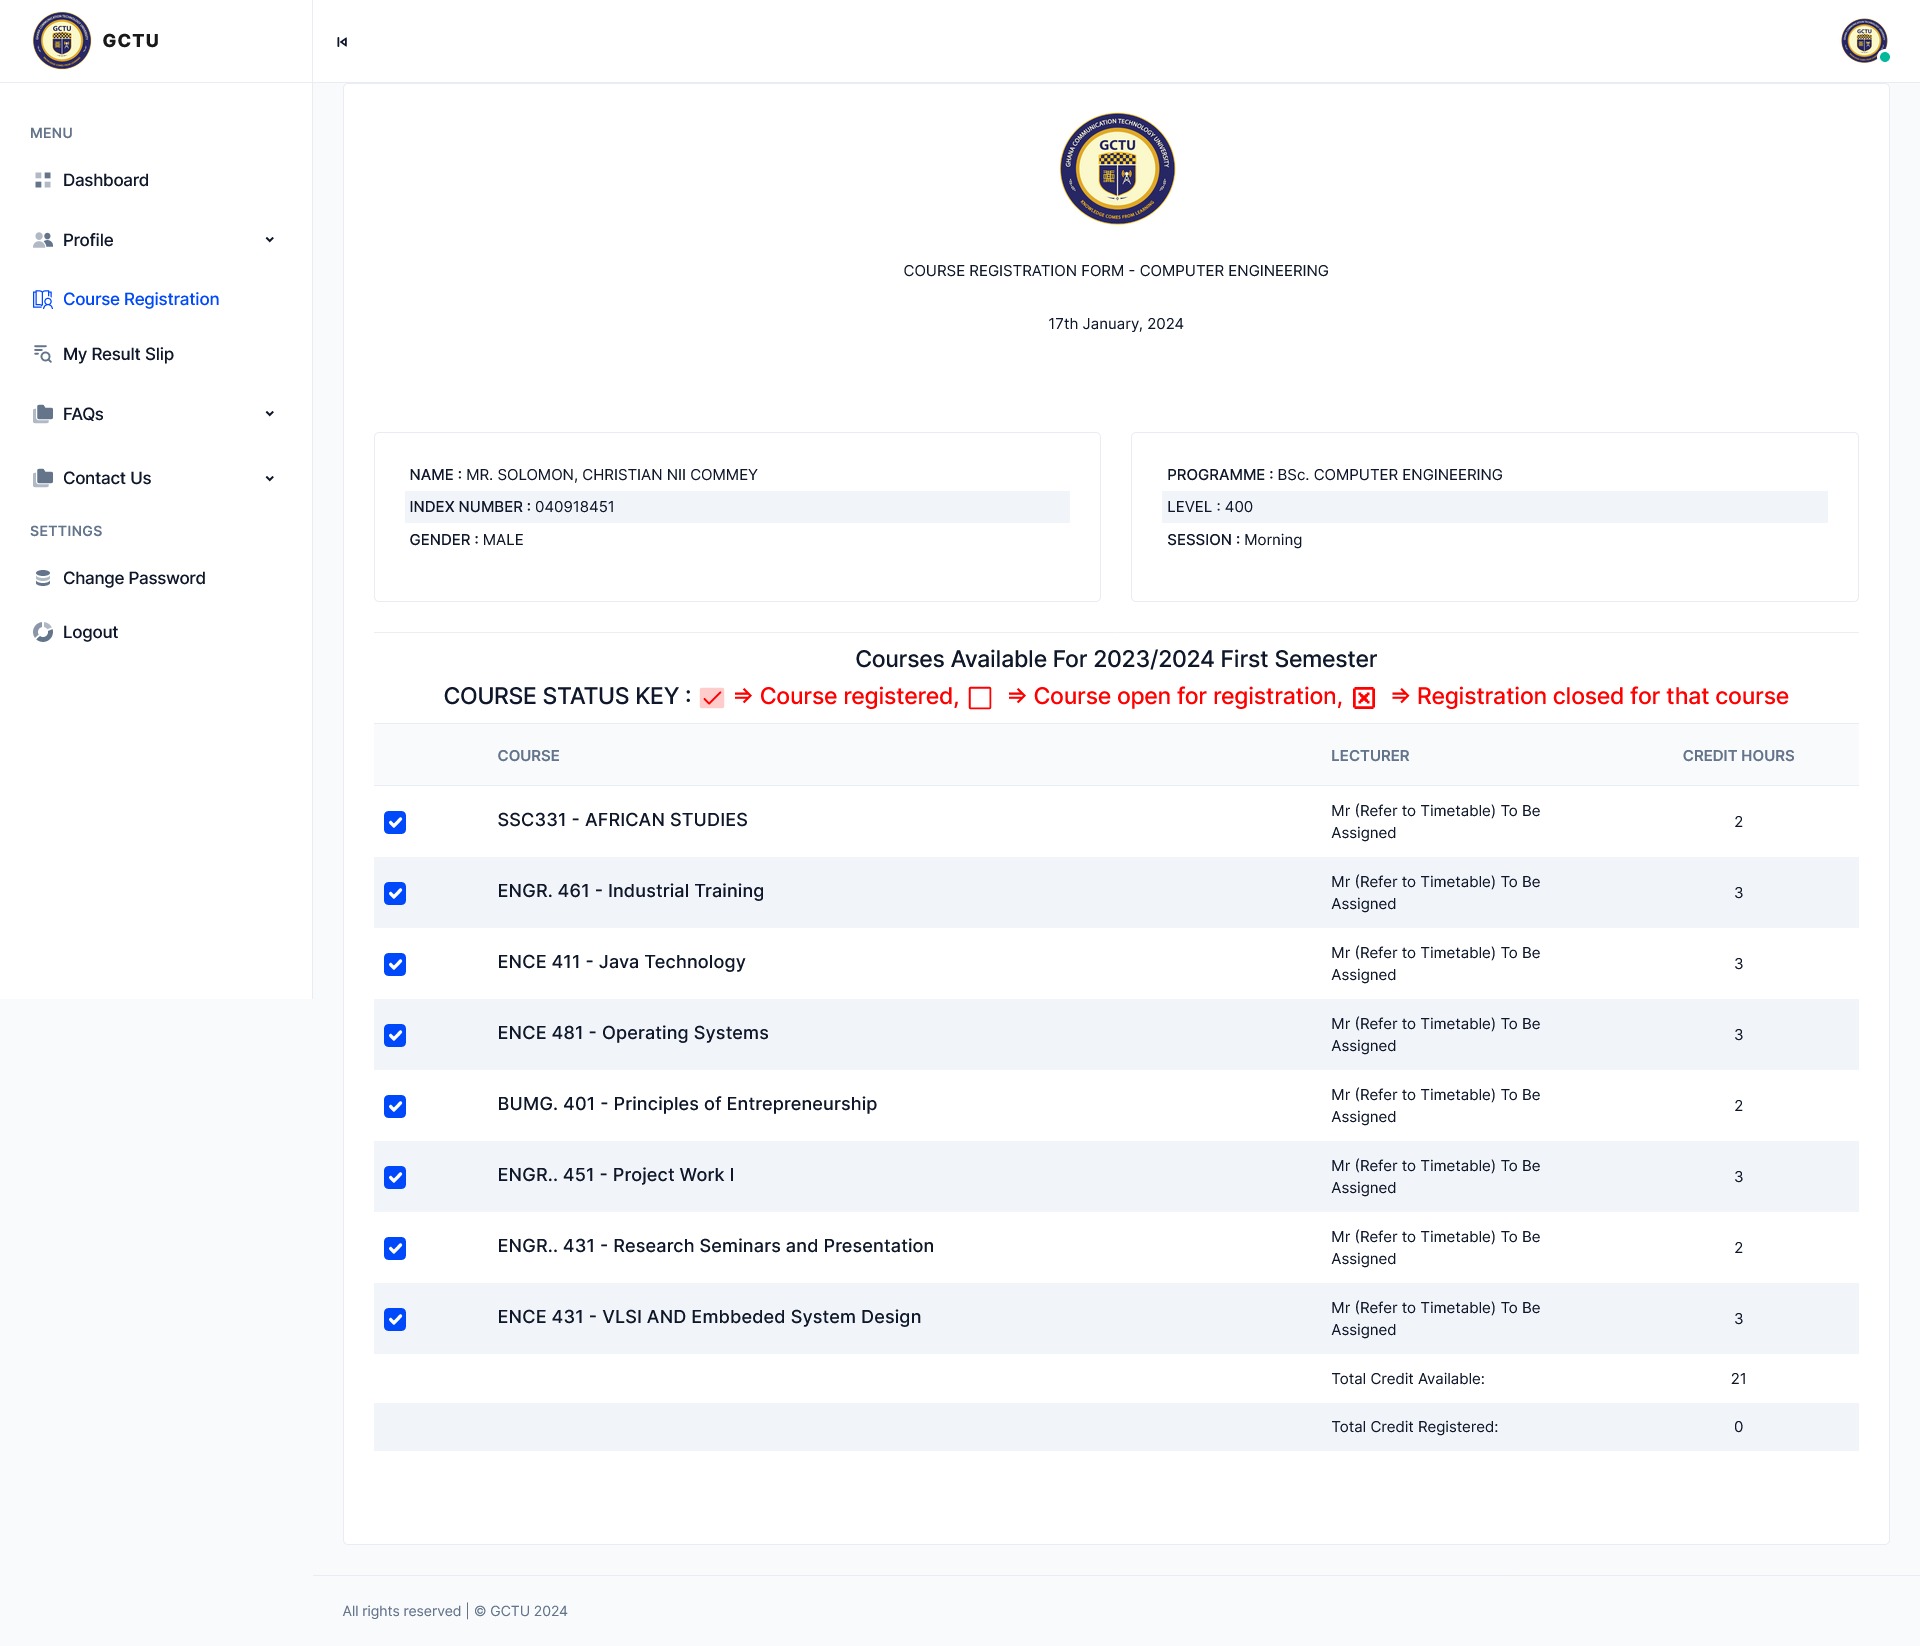 GCTU
MENU
Dashboard
Profile
Course Registration
My Result Slip
FAQs
Contact Us
SETTINGS
Change Password
Logout
GHANA COMMUNICATION TECHNOLOGY UNIVERSITY
GCTU
KNOWLEDGE COMES FROM LEARNING
COURSE REGISTRATION FORM - COMPUTER ENGINEERING
17th January, 2024
NAME : MR. SOLOMON, CHRISTIAN NII COMMEY
INDEX NUMBER : 040918451
GENDER : MALE
PROGRAMME : BSc. COMPUTER ENGINEERING
LEVEL : 400
SESSION : Morning
Courses Available For 2023/2024 First Semester
COURSE STATUS KEY : ⇒ Course registered, ⇒ Course open for registration, ⇒ Registration closed for that course
COURSE LECTURER CREDIT HOURS
SSC331 - AFRICAN STUDIES
Mr (Refer to Timetable) To Be
Assigned
2
ENGR. 461 - Industrial Training
Mr (Refer to Timetable) To Be
Assigned
3
ENCE 411 - Java Technology
Mr (Refer to Timetable) To Be
Assigned
3
ENCE 481 - Operating Systems
Mr (Refer to Timetable) To Be
Assigned
3
BUMG. 401 - Principles of Entrepreneurship
Mr (Refer to Timetable) To Be
Assigned
2
ENGR.. 451 - Project Work I
Mr (Refer to Timetable) To Be
Assigned
3
ENGR.. 431 - Research Seminars and Presentation
Mr (Refer to Timetable) To Be
Assigned
2
ENCE 431 - VLSI AND Embbeded System Design
Mr (Refer to Timetable) To Be
Assigned
3
Total Credit Available: 21
Total Credit Registered: 0
All rights reserved | © GCTU 2024